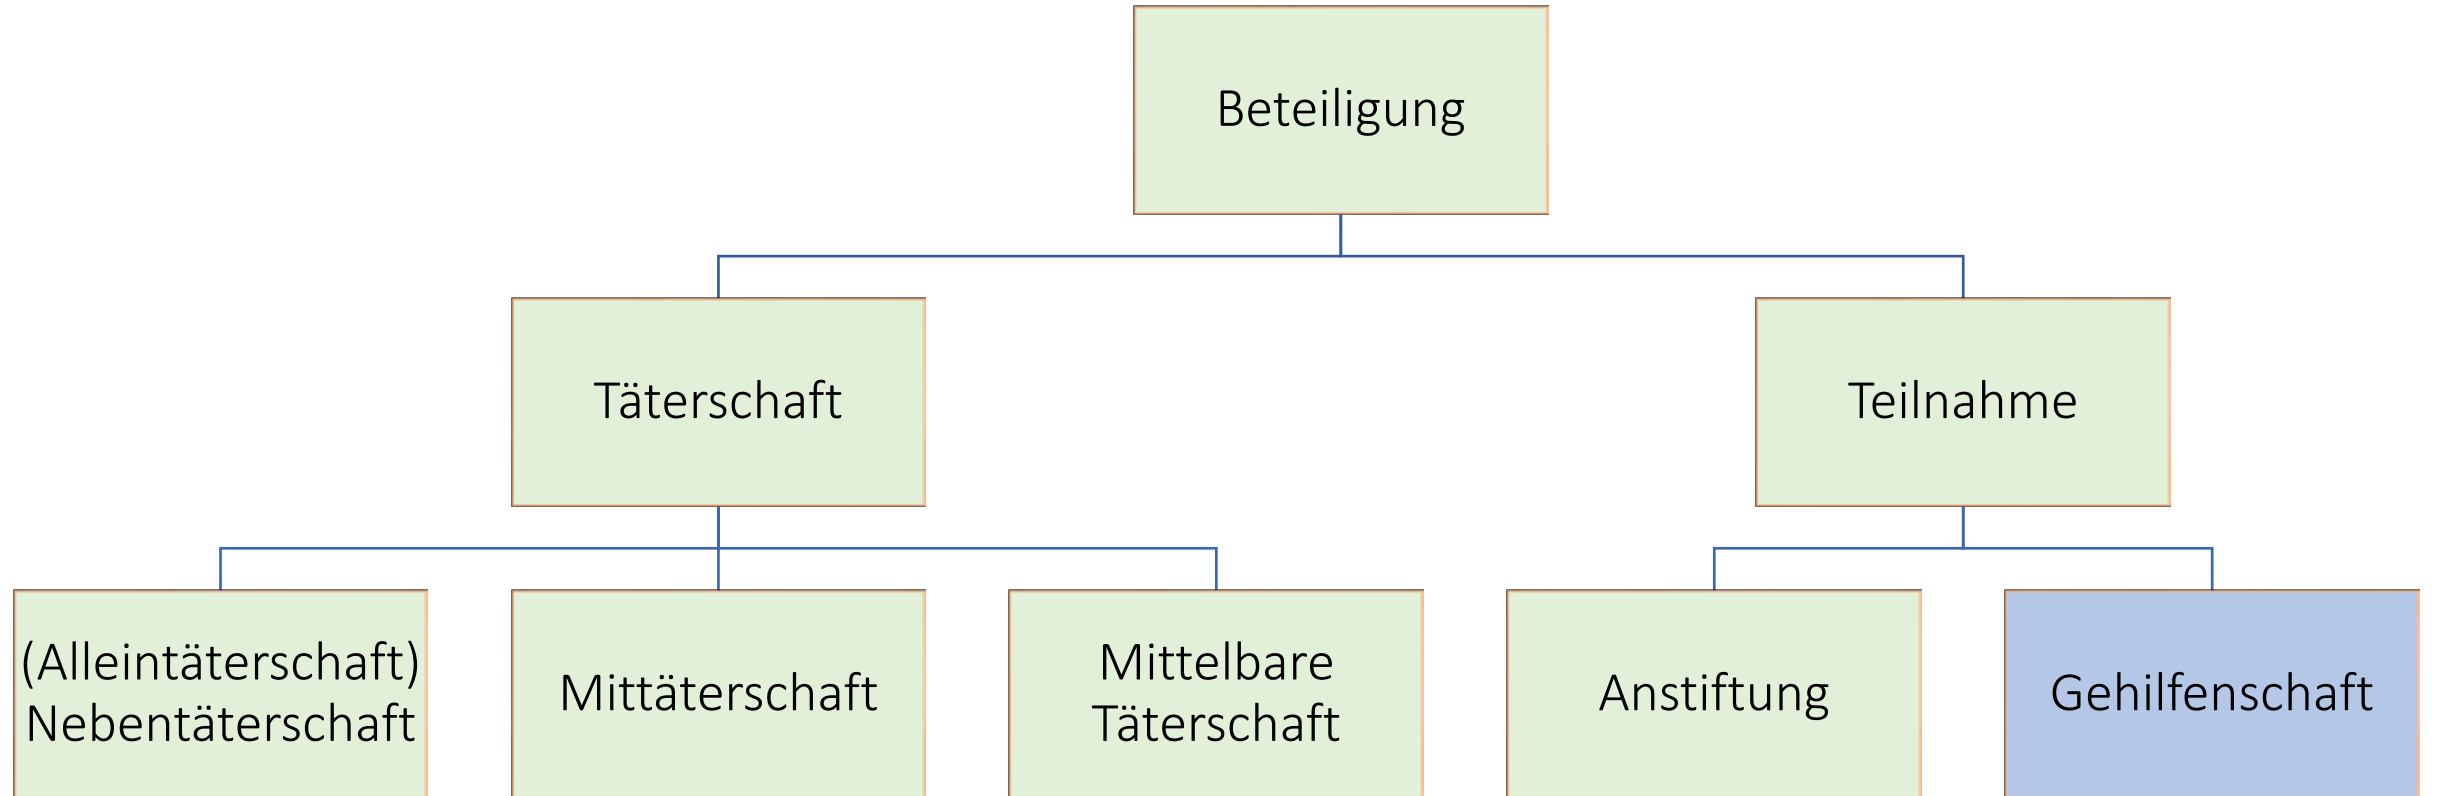 Beteiligung
Täterschaft
Teilnahme
(Alleintäterschaft)
Nebentäterschaft
Mittäterschaft
Mittelbare
Täterschaft
Anstiftung
Gehilfenschaft